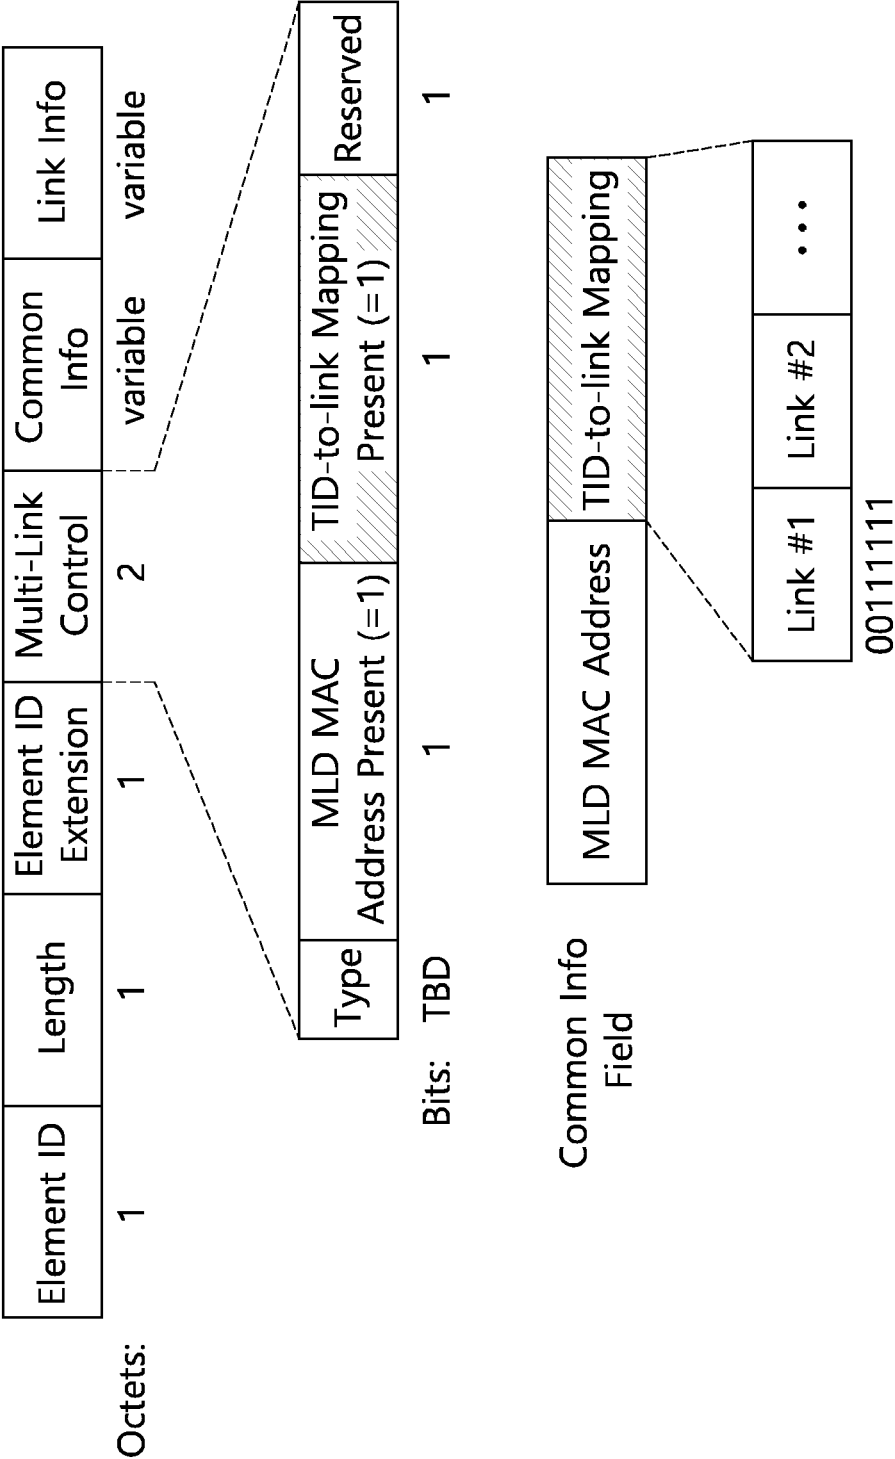 Element ID
Length
Element ID
Extension
Multi-Link
Control
Common
Info
Link Info
Octets:
1
1
1
2
variable
variable
Type
MLD MAC
Address Present (=1)
TID-to-link Mapping
Present (=1)
Reserved
Bits:
TBD
1
1
1
Common Info
Field
MLD MAC Address
TID-to-link Mapping
Link #1
Link #2
...
00111111